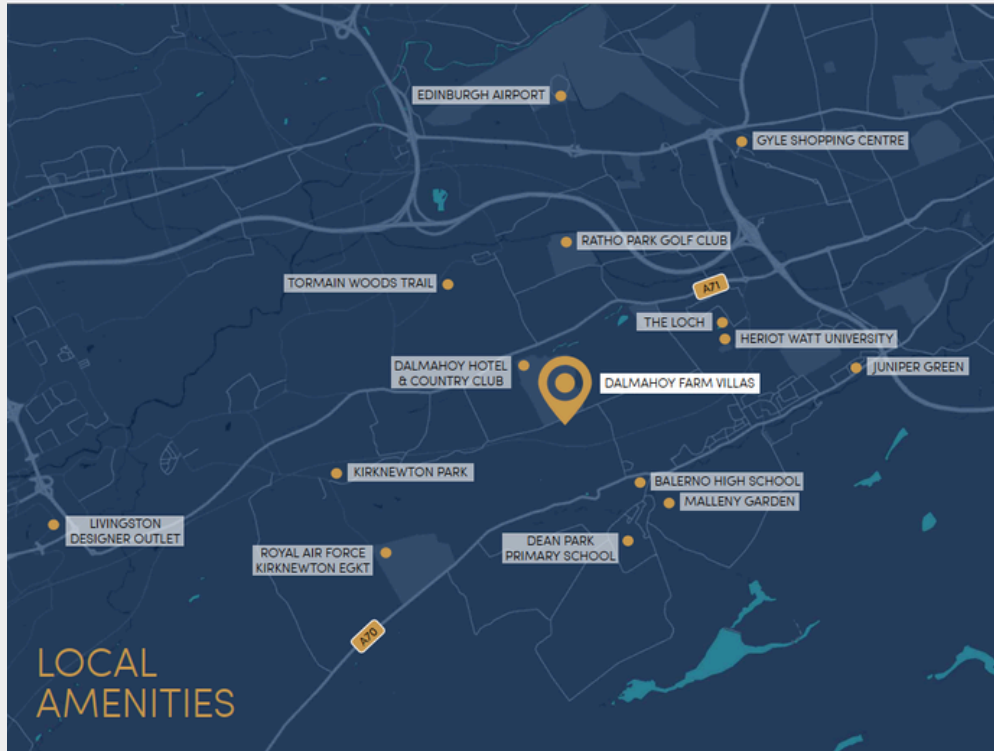 EDINBURGH AIRPORT
GYLE SHOPPING CENTRE
RATHO PARK GOLF CLUB
TORMAIN WOODS TRAIL
A71
THE LOCH
HERIOT WATT UNIVERSITY
DALMAHOY HOTEL
& COUNTRY CLUB
JUNIPER GREEN
DALMAHOY FARM VILLAS
KIRKNEWTON PARK
BALERNO HIGH SCHOOL
MALLENY GARDEN
LIVINGSTON
DESIGNER OUTLET
DEAN PARK
PRIMARY SCHOOL
ROYAL AIR FORCE
KIRKNEWTON EGKT
A70
LOCAL
AMENITIES